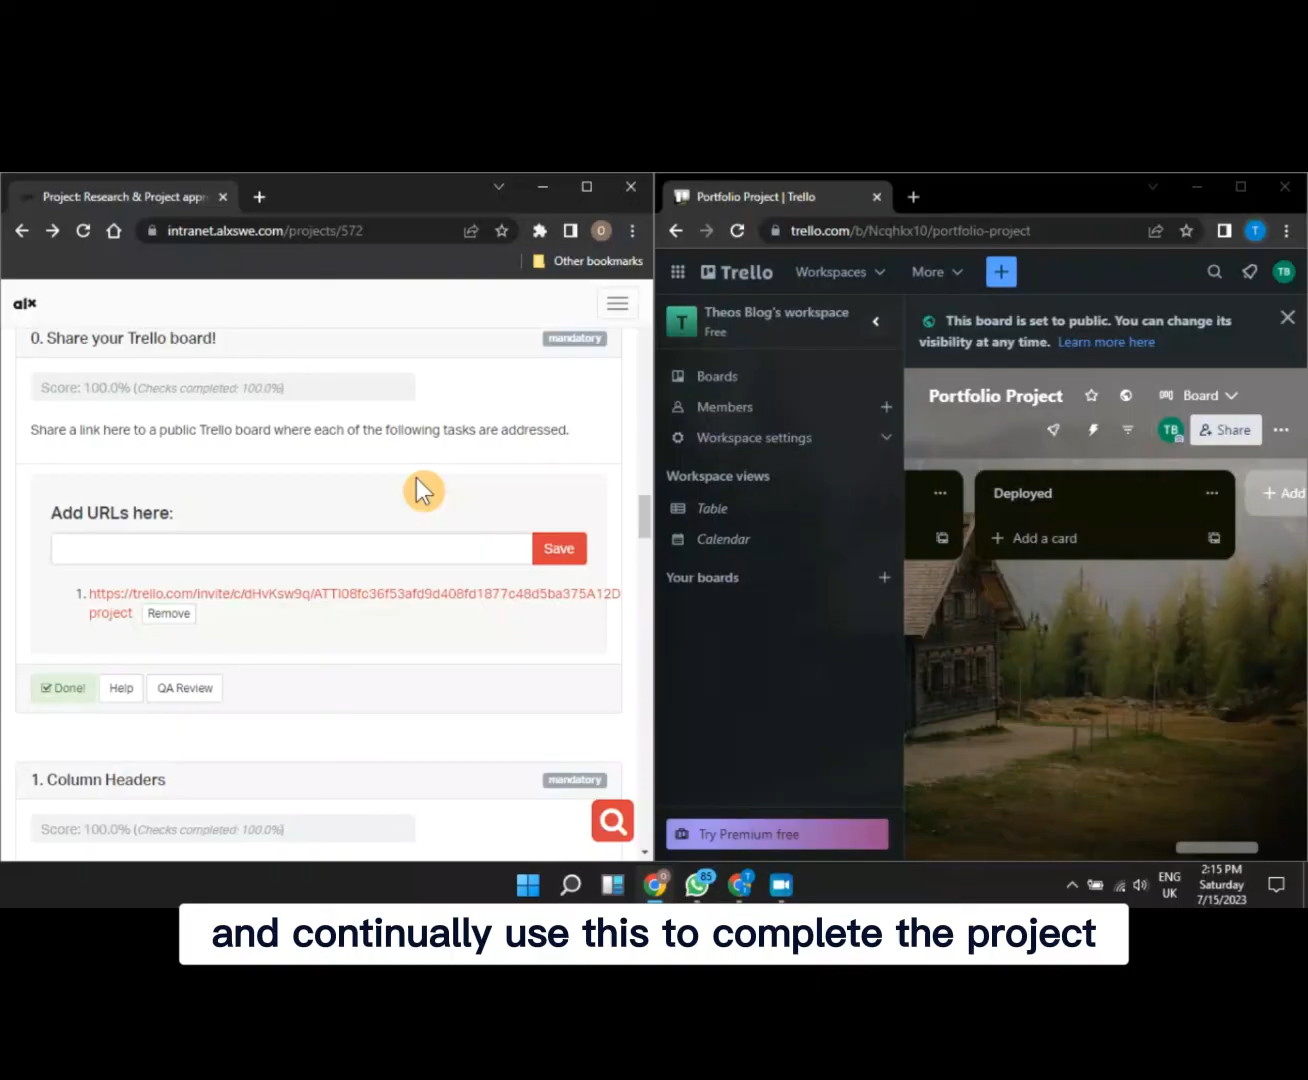 Project: Research & Project appr
intranet.alxswe.com/projects/572
O
Other bookmarks
alx
0. Share your Trello board!
mandatory
Score: 100.0% (Checks completed: 100.0%)
Share a link here to a public Trello board where each of the following tasks are addressed.
Add URLs here:
Save
1. https://trello.com/invite/c/dHvKsw9q/ATTI08fc36f53afd9d408fd1877c48d5ba375A12D
project Remove
Done! Help QA Review
1. Column Headers
mandatory
Score: 100.0% (Checks completed: 100.0%)
Portfolio Project | Trello
trello.com/b/Ncqhkx10/portfolio-project
T
Trello Workspaces More
TB
T
Theos Blog's workspace
Free
This board is set to public. You can change its
visibility at any time. Learn more here
Boards
Members
Workspace settings
Workspace views
Table
Calendar
Your boards
Try Premium free
Portfolio Project Board
TB Share
Deployed
Add
Add a card
85
T
ENG
UK
2:15 PM
Saturday
7/15/2023
and continually use this to complete the project